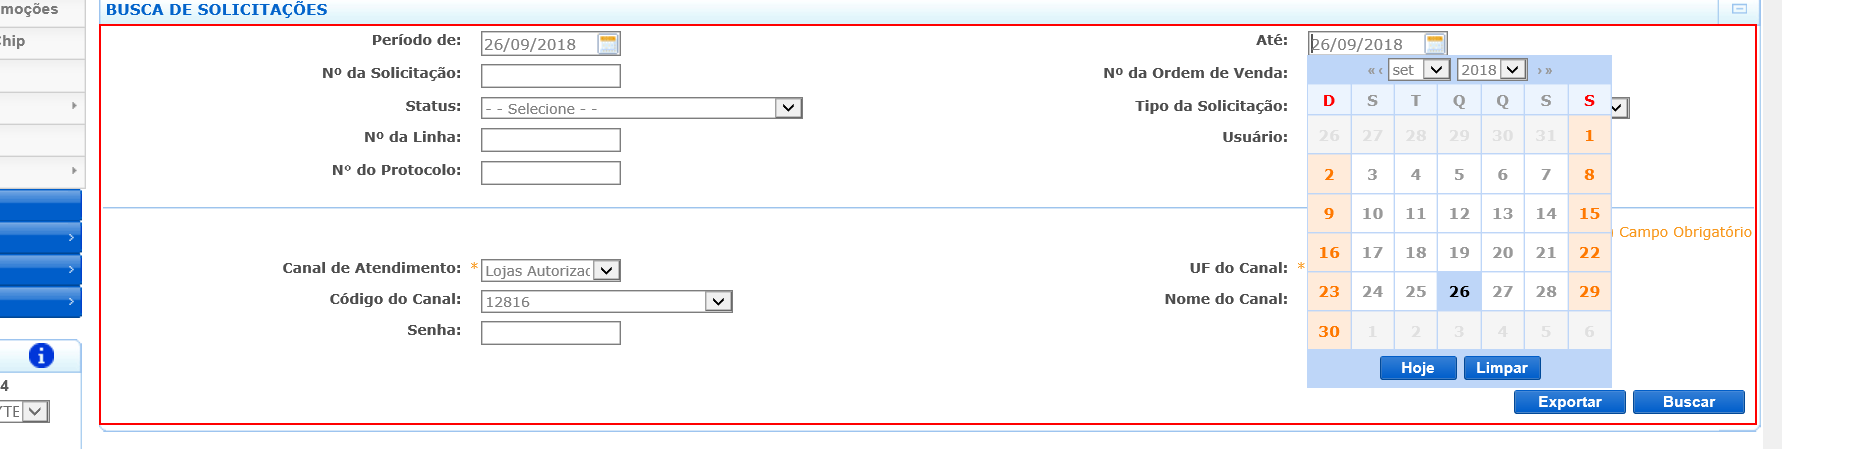 moções
BUSCA DE SOLICITAÇÕES
Chip
Período de: 26/09/2018 Até: 26/09/2018
Nº da Solicitação: Nº da Ordem de Venda:
«‹ set 2018 ›»
Status: - - Selecione - - Tipo da Solicitação:
D S T Q Q S S
Nº da Linha: Usuário:
26 27 28 29 30 31 1
N° do Protocolo:
2 3 4 5 6 7 8
9 10 11 12 13 14 15
Campo Obrigatório
16 17 18 19 20 21 22
Canal de Atendimento: * Lojas Autorizac UF do Canal: *
Código do Canal: 12816 Nome do Canal:
23 24 25 26 27 28 29
Senha:
30 1 2 3 4 5 6
i
Hoje Limpar
4
YTE
Exportar Buscar